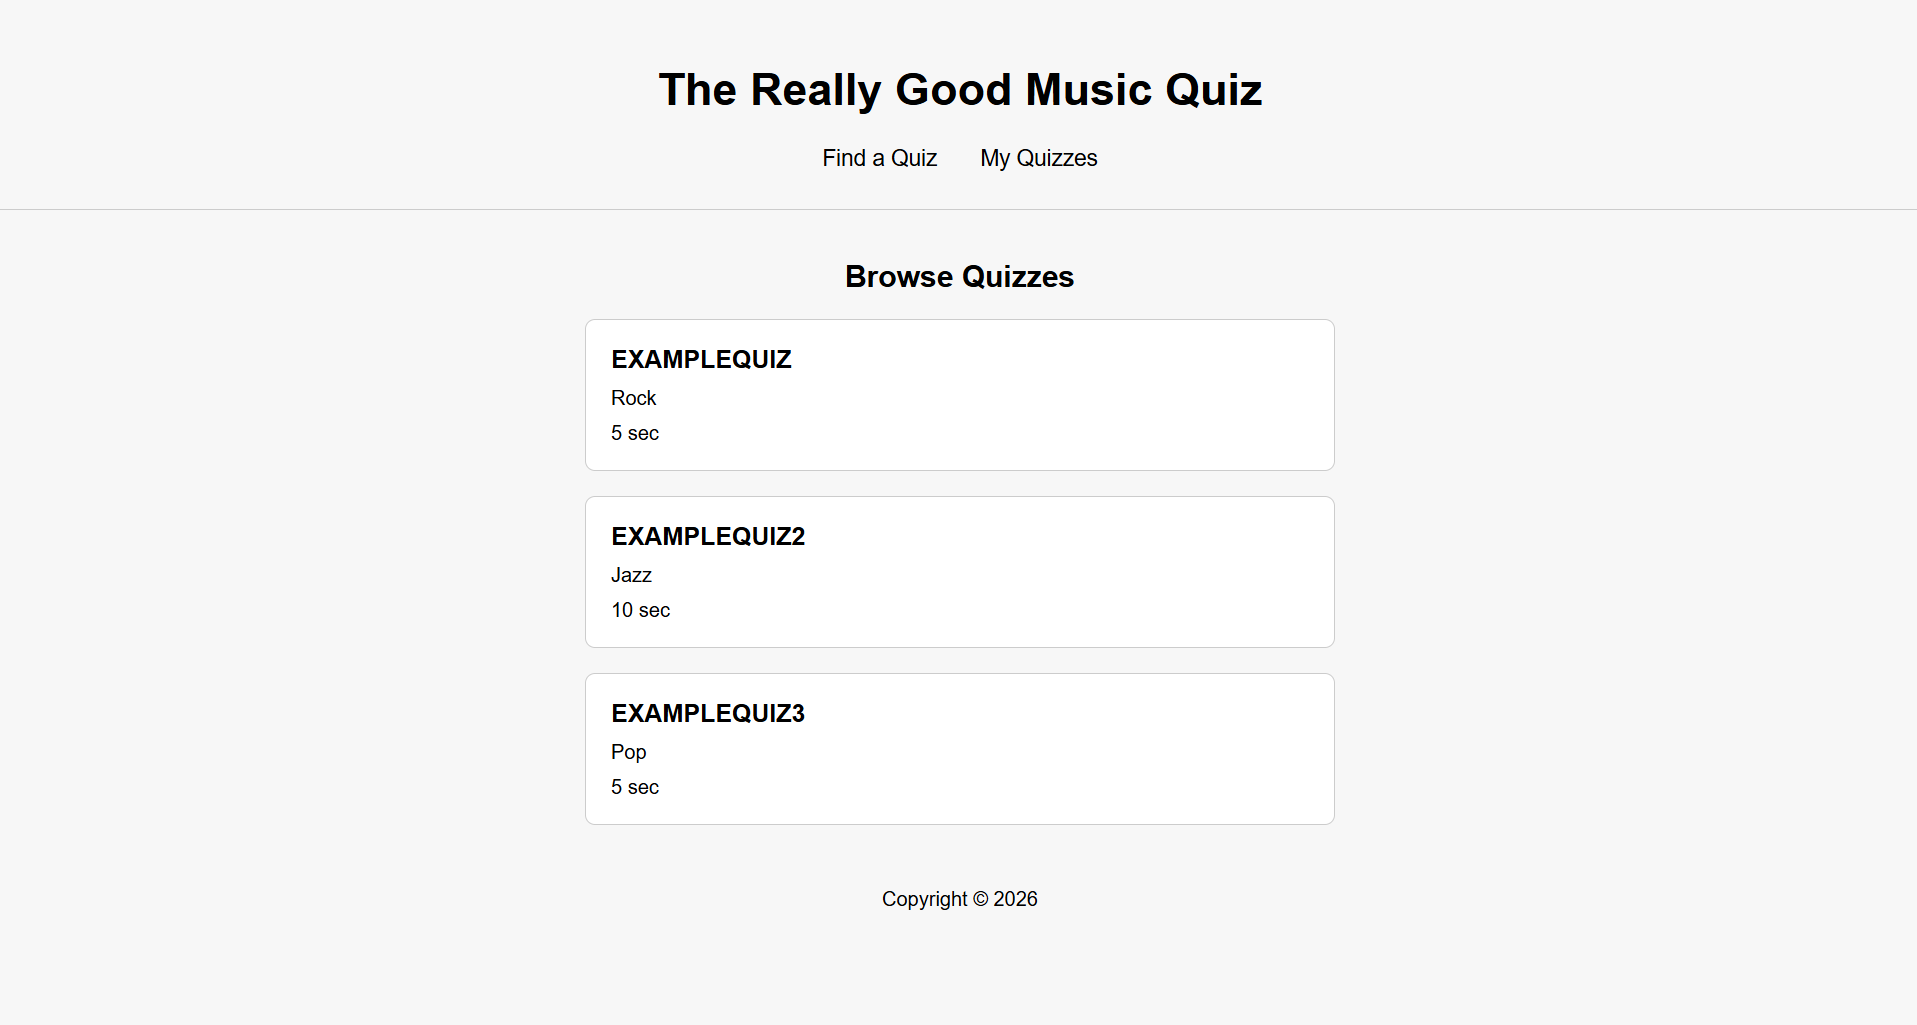 The Really Good Music Quiz
Find a Quiz My Quizzes
Browse Quizzes
EXAMPLEQUIZ
Rock
5 sec
EXAMPLEQUIZ2
Jazz
10 sec
EXAMPLEQUIZ3
Pop
5 sec
Copyright © 2026